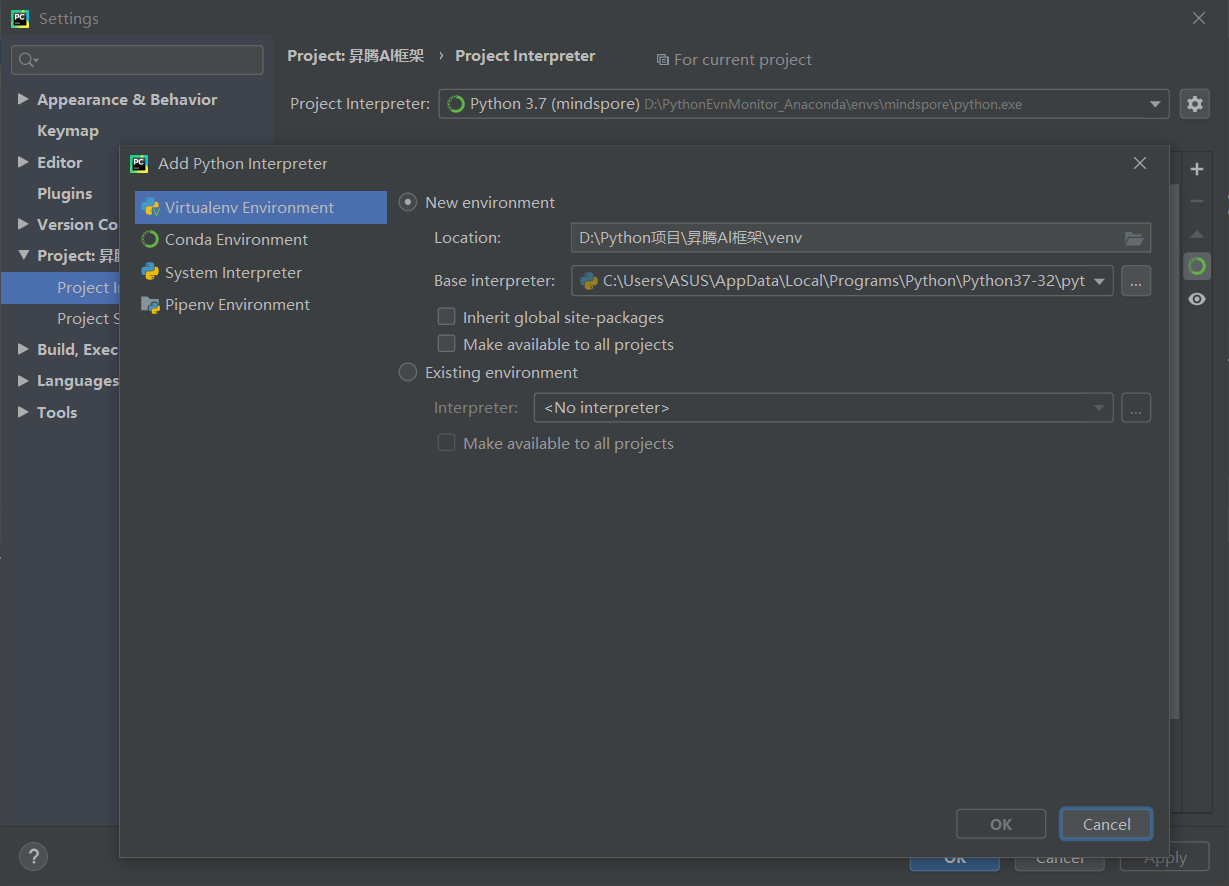 Settings
Project: 昇腾AI框架 › Project Interpreter
For current project
Appearance & Behavior
Project Interpreter: Python 3.7 (mindspore) D:\PythonEvnMonitor_Anaconda\envs\mindspore\python.exe
Keymap
Editor
Plugins
Version Co
Project: 昇
Project I
Project S
Build, Exec
Languages
Tools
Add Python Interpreter
Virtualenv Environment
Conda Environment
System Interpreter
Pipenv Environment
New environment
Location: D:\Python项目\昇腾AI框架\venv
Base interpreter: C:\Users\ASUS\AppData\Local\Programs\Python\Python37-32\pyt ...
Inherit global site-packages
Make available to all projects
Existing environment
Interpreter: <No interpreter> ...
Make available to all projects
OK Cancel
? OK Cancel Apply